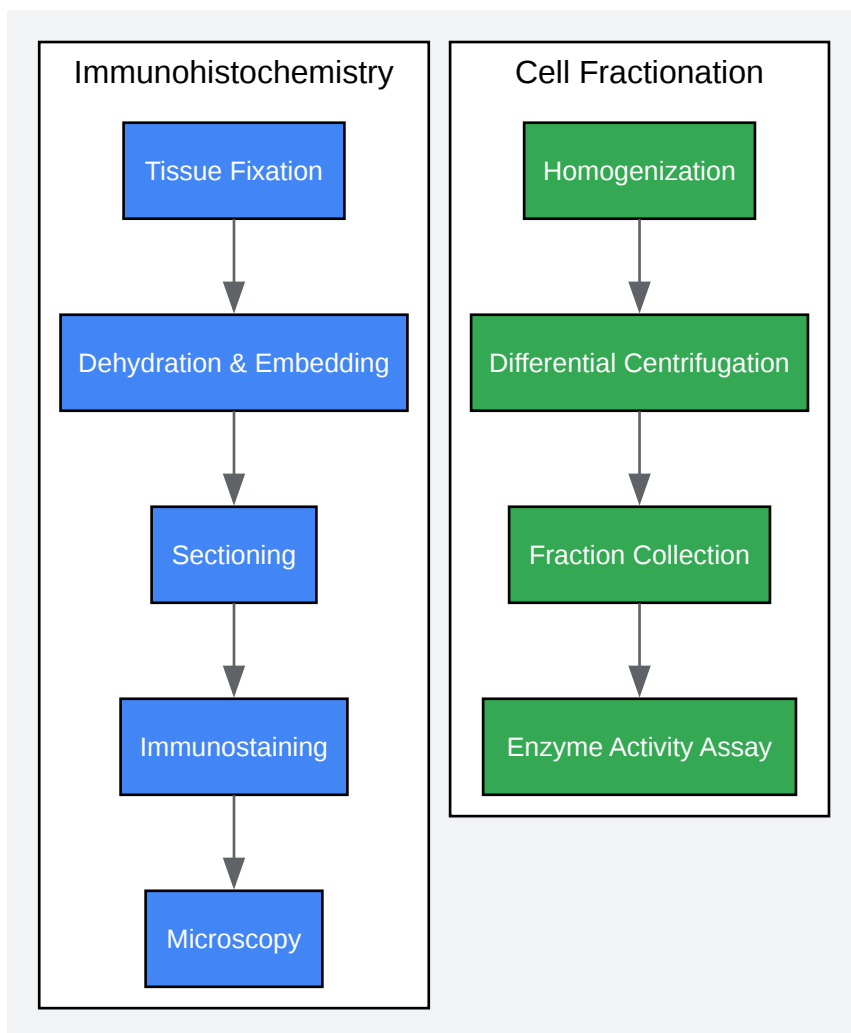 Immunohistochemistry
Tissue Fixation
Dehydration & Embedding
Sectioning
Immunostaining
Microscopy
Cell Fractionation
Homogenization
Differential Centrifugation
Fraction Collection
Enzyme Activity Assay